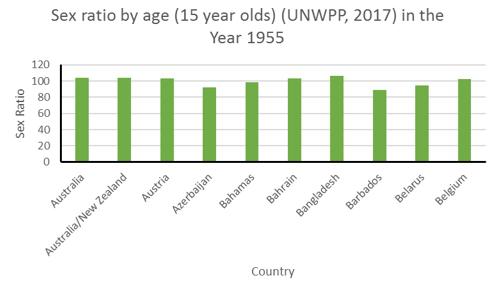 Sex ratio by age (15 year olds) (UNWPP, 2017) in the
Year 1955
120
100
80
60
40
20
0
Sex Ratio
Australia
Australia/New Zealand
Austria
Azerbaijan
Bahamas
Bahrain
Bangladesh
Barbados
Belarus
Belgium
Country